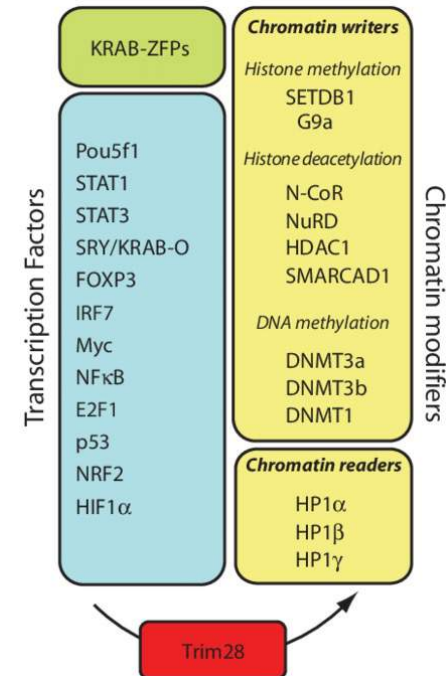 Transcription Factors
KRAB-ZFPs
Pou5f1
STAT1
STAT3
SRY/KRAB-O
FOXP3
IRF7
Myc
NFκB
E2F1
p53
NRF2
HIF1α
Chromatin writers
Histone methylation
SETDB1
G9a
Histone deacetylation
N-CoR
NuRD
HDAC1
SMARCAD1
DNA methylation
DNMT3a
DNMT3b
DNMT1
Chromatin readers
HP1α
HP1β
HP1γ
Chromatin modifiers
Trim28